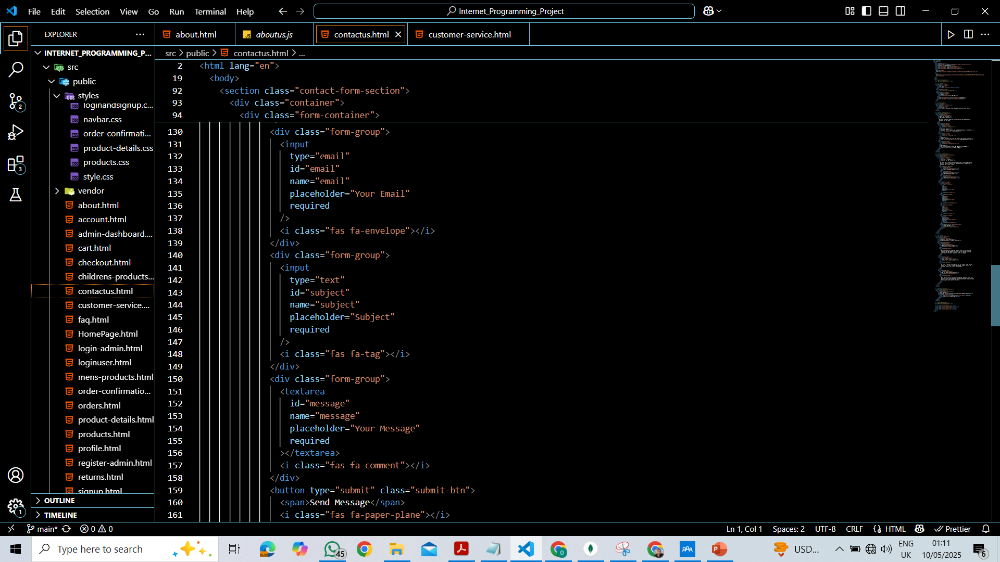 File Edit Selection View Go Run Terminal Help
Internet_Programming_Project
EXPLORER
INTERNET_PROGRAMMING_P...
src
public
styles
loginandsignup.c...
navbar.css
order-confirmati...
product-details.css
products.css
style.css
vendor
about.html
account.html
admin-dashboard....
cart.html
checkout.html
childrens-products...
contactus.html
customer-service....
faq.html
HomePage.html
login-admin.html
loginuser.html
mens-products.html
order-confirmatio...
orders.html
product-details.html
products.html
profile.html
register-admin.html
returns.html
signup.html
OUTLINE
TIMELINE
2
3
1
about.html
JS aboutus.js
contactus.html
customer-service.html
src > public > contactus.html > ...
2 <html lang="en">
19 <body>
92 <section class="contact-form-section">
93 <div class="container">
94 <div class="form-container">
130 <div class="form-group">
131 <input
132 type="email"
133 id="email"
134 name="email"
135 placeholder="Your Email"
136 required
137 />
138 <i class="fas fa-envelope"></i>
139 </div>
140 <div class="form-group">
141 <input
142 type="text"
143 id="subject"
144 name="subject"
145 placeholder="Subject"
146 required
147 />
148 <i class="fas fa-tag"></i>
149 </div>
150 <div class="form-group">
151 <textarea
152 id="message"
153 name="message"
154 placeholder="Your Message"
155 required
156 ></textarea>
157 <i class="fas fa-comment"></i>
158 </div>
159 <button type="submit" class="submit-btn">
160 <span>Send Message</span>
161 <i class="fas fa-paper-plane"></i>
main* 0 0
Ln 1, Col 1 Spaces: 2 UTF-8 CRLF HTML Prettier
Type here to search
45
USD...
ENG
UK
01:11
10/05/2025
6